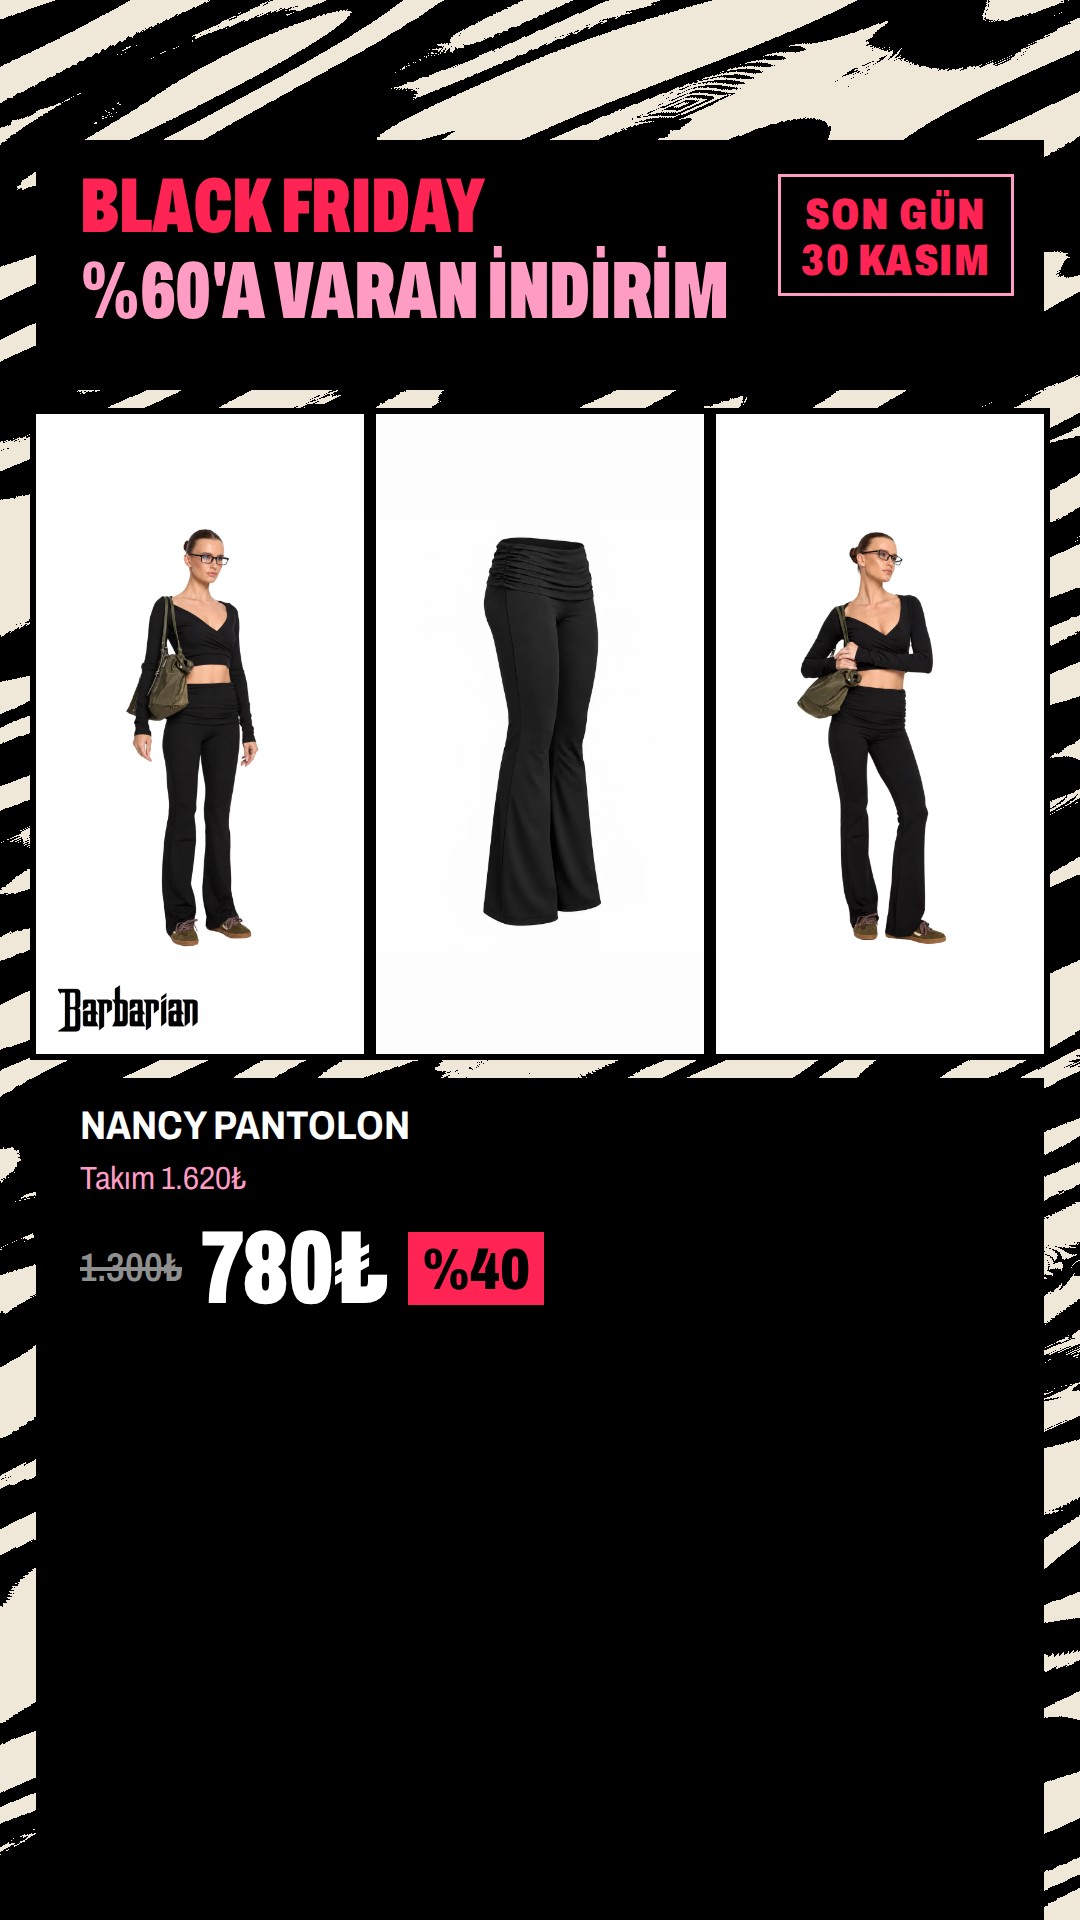 BLACK FRIDAY
%60'A VARAN İNDİRİM
SON GÜN
30 KASIM
Barbarian
NANCY PANTOLON
Takım 1.620₺
1.300₺ 780₺ %40